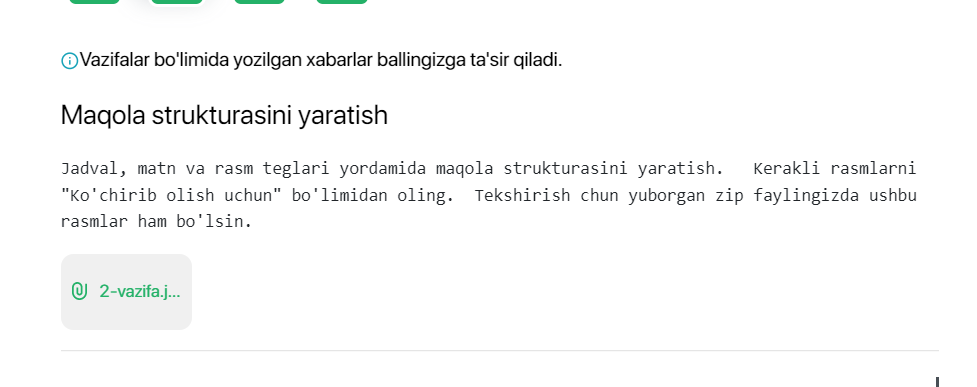 Vazifalar bo'limida yozilgan xabarlar ballingizga ta'sir qiladi.
Maqola strukturasini yaratish
Jadval, matn va rasm teglari yordamida maqola strukturasini yaratish.   Kerakli rasmlarni
"Ko'chirib olish uchun" bo'limidan oling.  Tekshirish chun yuborgan zip faylingizda ushbu
rasmlar ham bo'lsin.
2-vazifa.j...